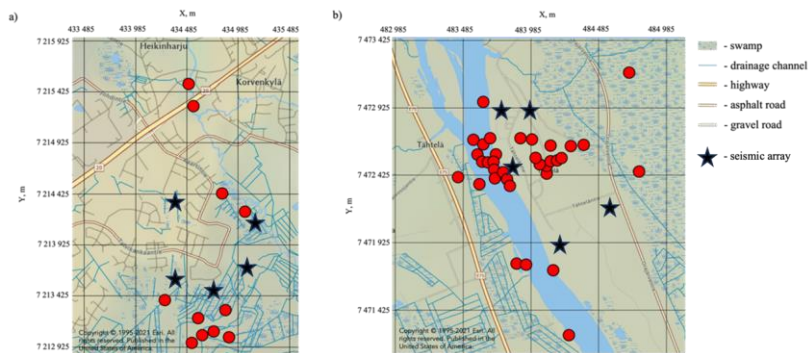 a)
X, m
433 485
433 985
434 485
434 985
435 485
7 215 925
7 215 425
7 214 925
7 214 425
7 213 925
7 213 425
7 212 925
Y, m
Heikinharju
Korvenkylä
20
Copyright © 1995-2021 Esri. All
rights reserved. Published in the
United States of America.
b)
X, m
482 985
483 485
483 985
484 485
484 985
7 473 425
7 472 925
7 472 425
7 471 925
7 471 425
Y, m
Tähtelä
Copyright © 1995-2021 Esri. All
rights reserved. Published in the
United States of America.
- swamp
- drainage channel
- highway
- asphalt road
- gravel road
- seismic array